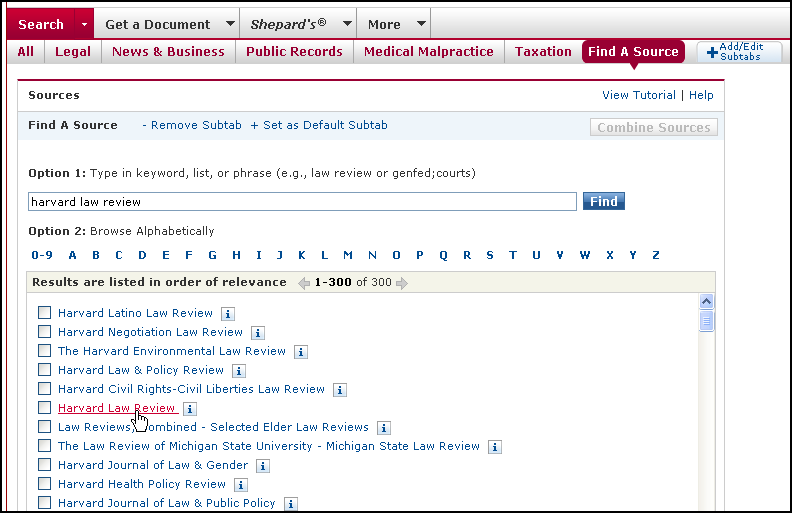 Search Get a Document Shepard's® More
All Legal News & Business Public Records Medical Malpractice Taxation Find A Source +Add/Edit Subtabs
Sources View Tutorial | Help
Find A Source - Remove Subtab + Set as Default Subtab Combine Sources
Option 1: Type in keyword, list, or phrase (e.g., law review or genfed;courts)
harvard law review Find
Option 2: Browse Alphabetically
0-9 A B C D E F G H I J K L M N O P Q R S T U V W X Y Z
Results are listed in order of relevance 1-300 of 300
Harvard Latino Law Review i
Harvard Negotiation Law Review i
The Harvard Environmental Law Review i
Harvard Law & Policy Review i
Harvard Civil Rights-Civil Liberties Law Review i
Harvard Law Review i
Law Reviews, Combined - Selected Elder Law Reviews i
The Law Review of Michigan State University - Michigan State Law Review i
Harvard Journal of Law & Gender i
Harvard Health Policy Review i
Harvard Journal of Law & Public Policy i